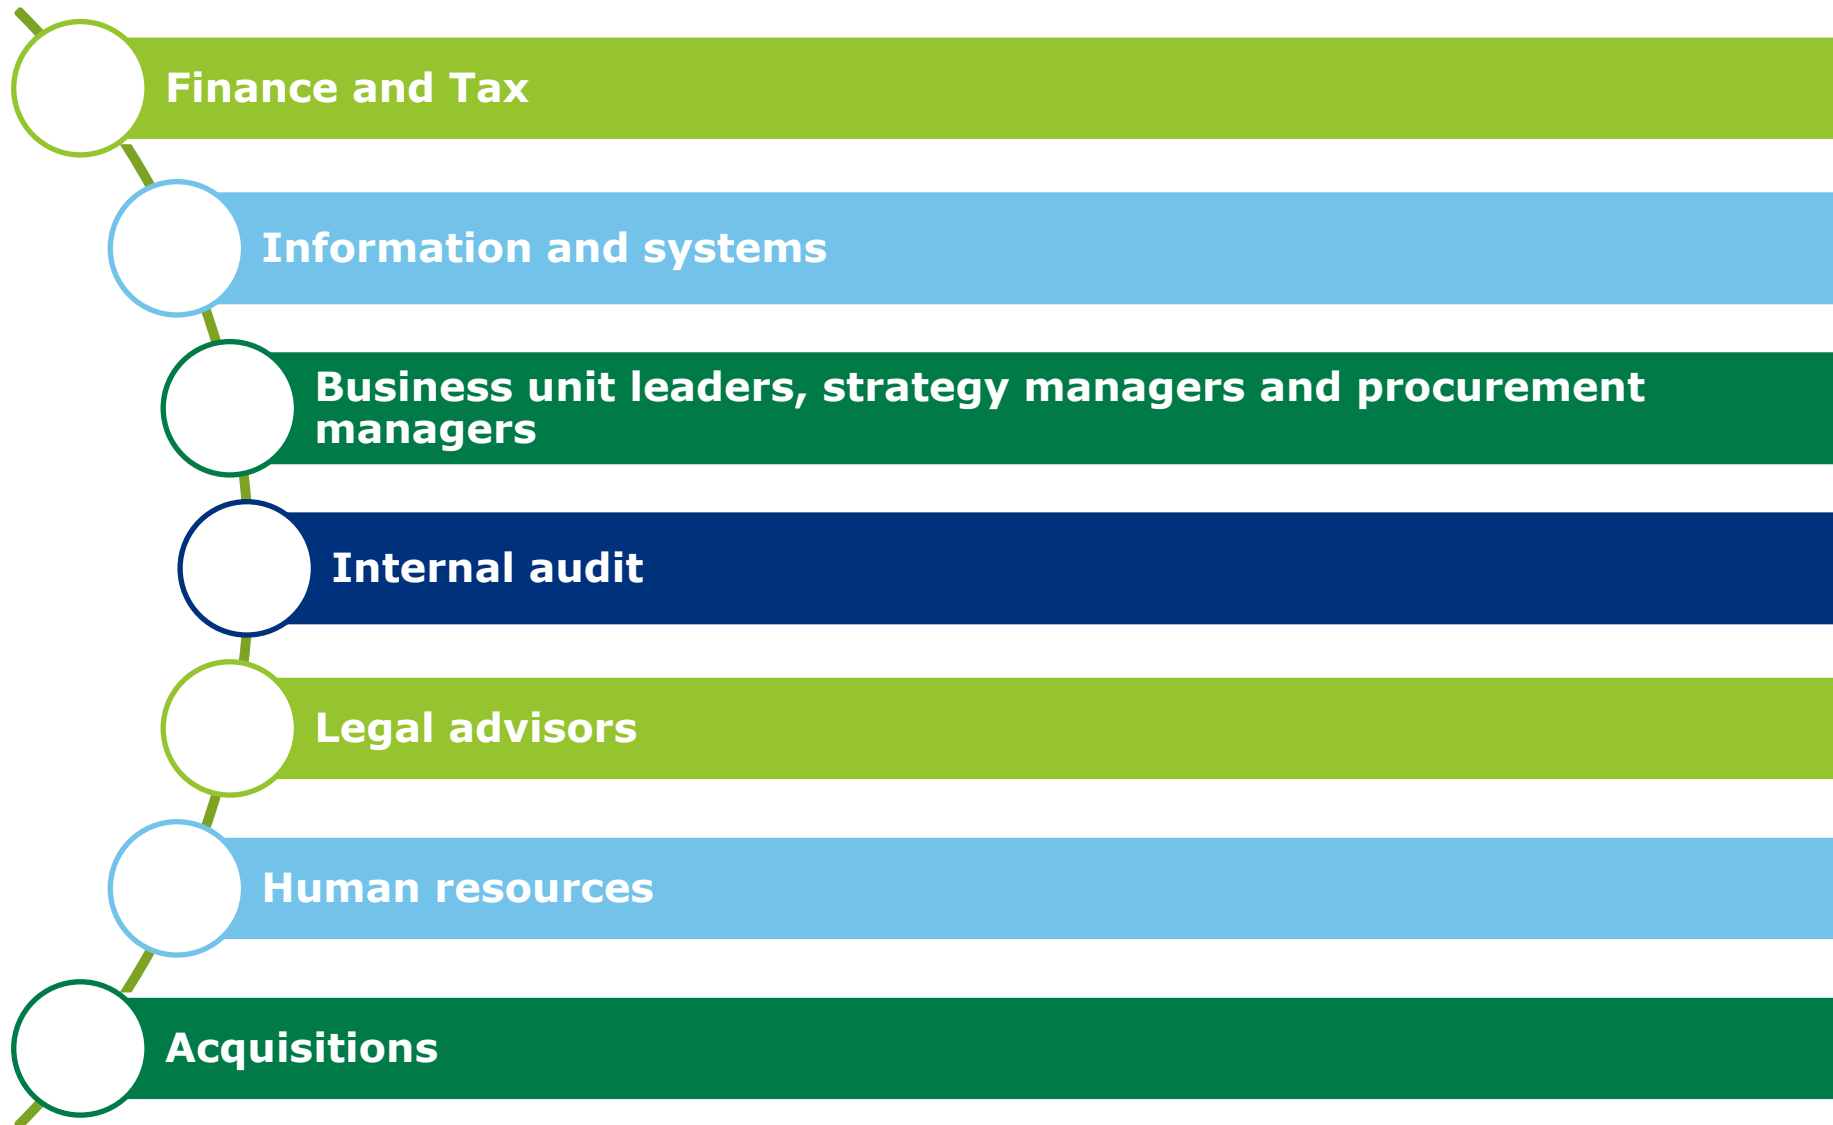 Finance and Tax
Information and systems
Business unit leaders, strategy managers and procurement
managers
Internal audit
Legal advisors
Human resources
Acquisitions